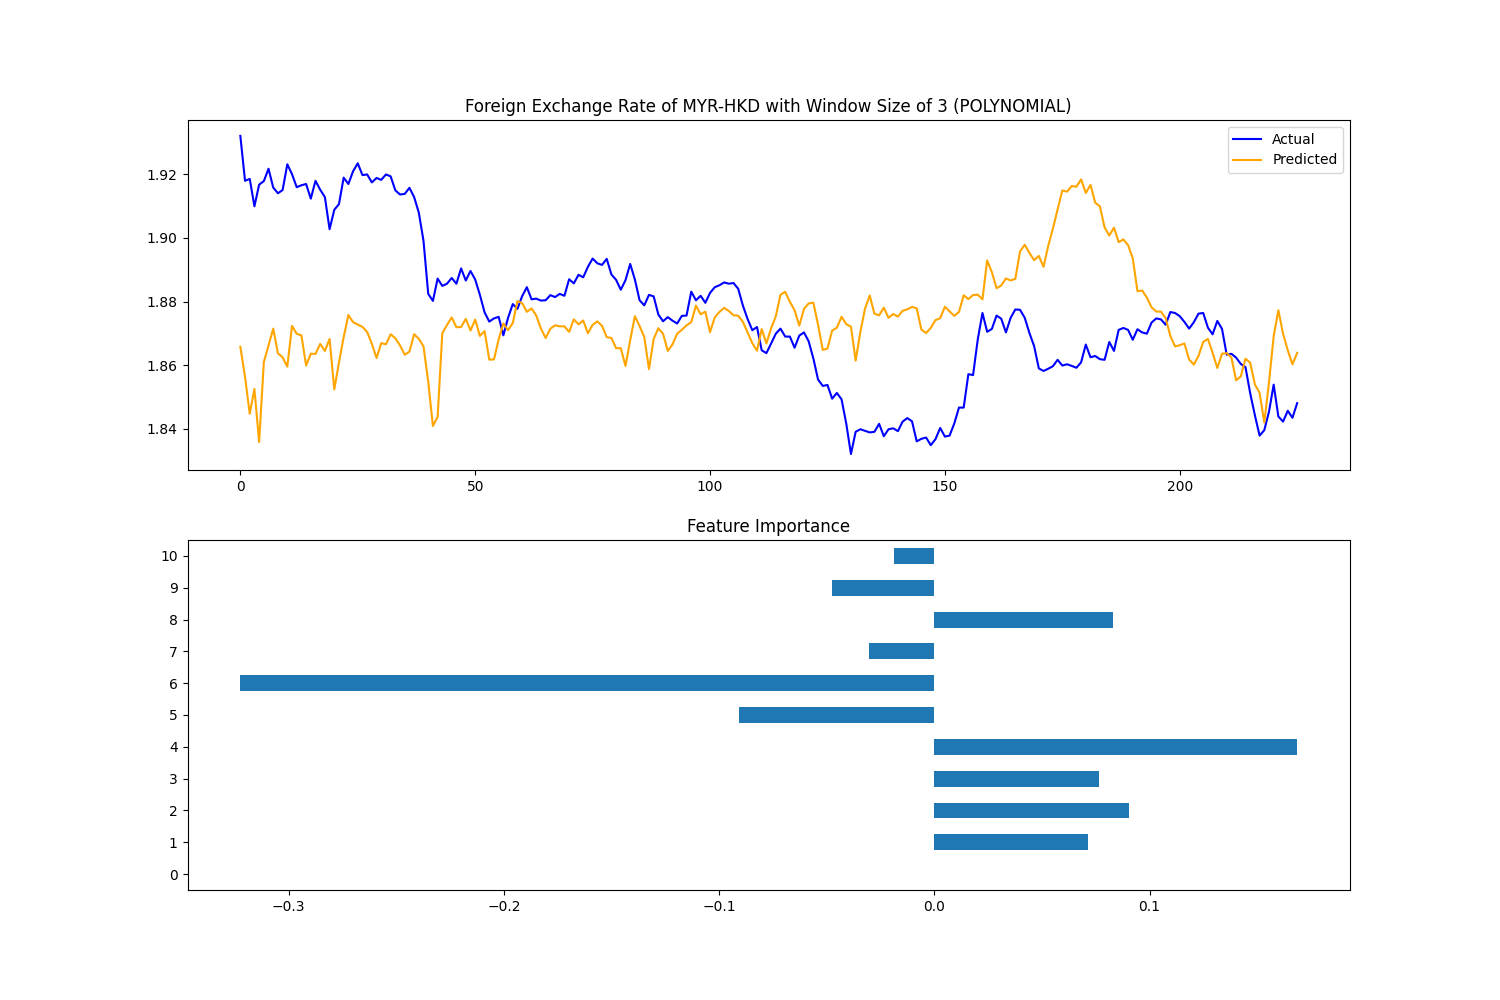 Foreign Exchange Rate of MYR-HKD with Window Size of 3 (POLYNOMIAL)
Actual
Predicted
1.92
1.90
1.88
1.86
1.84
0 50 100 150 200
Feature Importance
10
9
8
7
6
5
4
3
2
1
0
−0.3 −0.2 −0.1 0.0 0.1